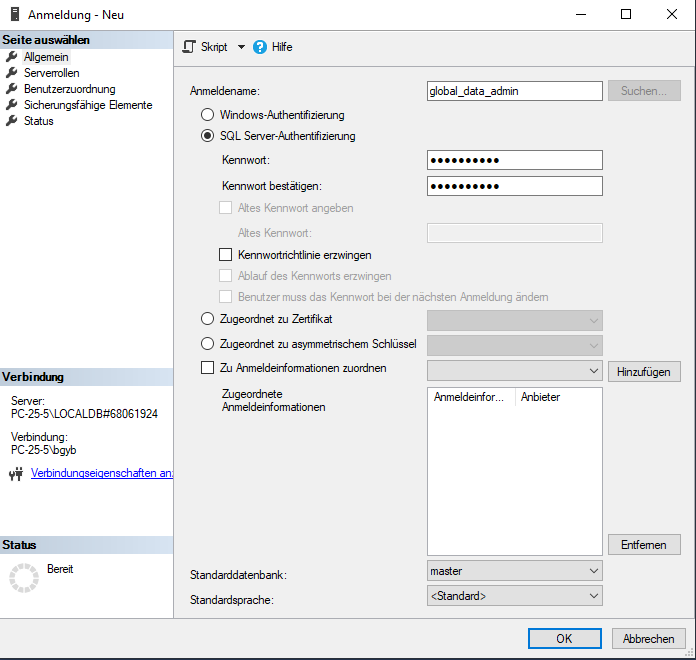 Anmeldung - Neu
Seite auswählen
Allgemein
Serverrollen
Benutzerzuordnung
Sicherungsfähige Elemente
Status
Skript
Hilfe
Anmeldename:
global_data_admin
Suchen...
Windows-Authentifizierung
SQL Server-Authentifizierung
Kennwort:
●●●●●●●●●●
Kennwort bestätigen:
●●●●●●●●●●
Altes Kennwort angeben
Altes Kennwort:
Kennwortrichtlinie erzwingen
Ablauf des Kennworts erzwingen
Benutzer muss das Kennwort bei der nächsten Anmeldung ändern
Zugeordnet zu Zertifikat
Zugeordnet zu asymmetrischem Schlüssel
Zu Anmeldeinformationen zuordnen
Hinzufügen
Zugeordnete
Anmeldeinformationen
Anmeldeinfor...
Anbieter
Entfernen
Standarddatenbank:
master
Standardsprache:
<Standard>
Verbindung
Server:
PC-25-5\LOCALDB#68061924
Verbindung:
PC-25-5\bgyb
Verbindungseigenschaften an
Status
Bereit
OK
Abbrechen